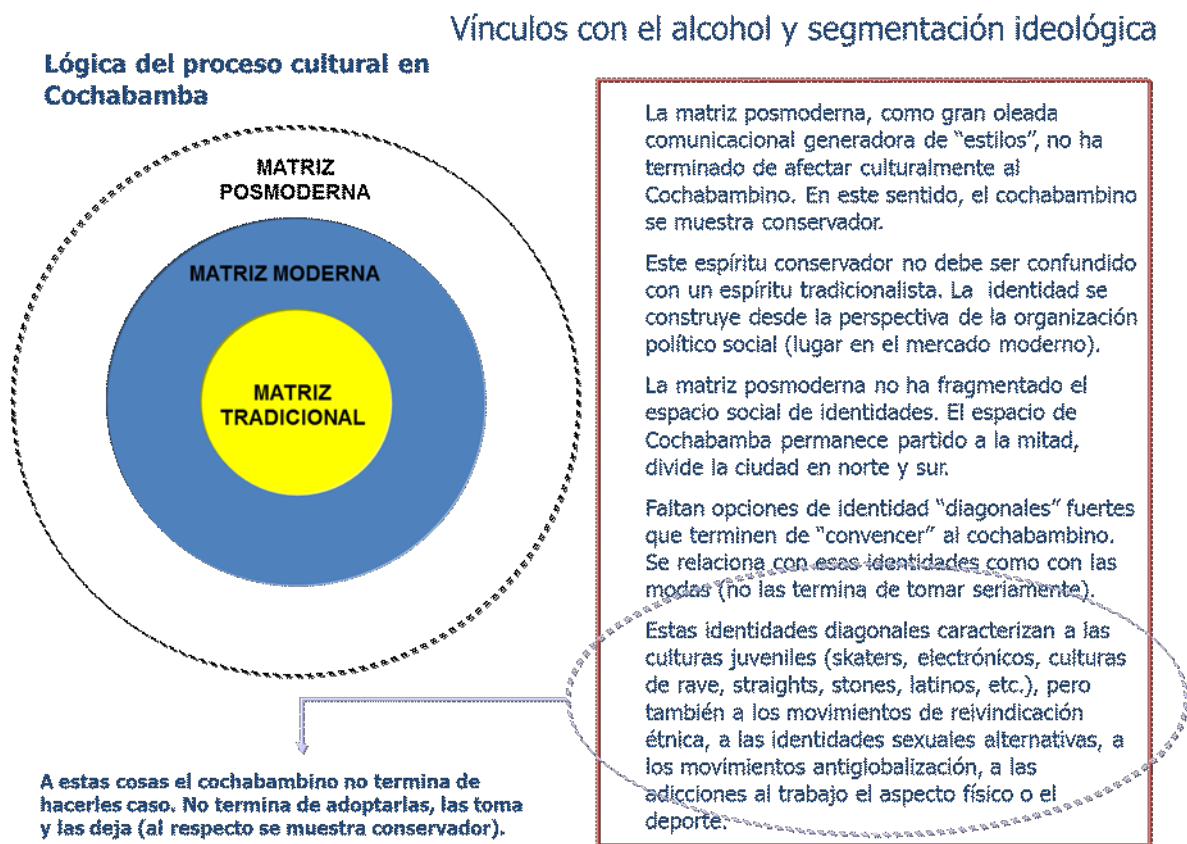 Vínculos con el alcohol y segmentación ideológica
Lógica del proceso cultural en
Cochabamba
MATRIZ
POSMODERNA
MATRIZ MODERNA
MATRIZ
TRADICIONAL
La matriz posmoderna, como gran oleada
comunicacional generadora de “estilos”, no ha
terminado de afectar culturalmente al
Cochabambino. En este sentido, el cochabambino
se muestra conservador.
Este espíritu conservador no debe ser confundido
con un espíritu tradicionalista. La identidad se
construye desde la perspectiva de la organización
político social (lugar en el mercado moderno).
La matriz posmoderna no ha fragmentado el
espacio social de identidades. El espacio de
Cochabamba permanece partido a la mitad,
divide la ciudad en norte y sur.
Faltan opciones de identidad “diagonales” fuertes
que terminen de “convencer” al cochabambino.
Se relaciona con esas identidades como con las
modas (no las termina de tomar seriamente).
Estas identidades diagonales caracterizan a las
culturas juveniles (skaters, electrónicos, culturas
de rave, straights, stones, latinos, etc.), pero
también a los movimientos de reivindicación
étnica, a las identidades sexuales alternativas, a
los movimientos antiglobalización, a las
adicciones al trabajo el aspecto físico o el
deporte.
A estas cosas el cochabambino no termina de
hacerles caso. No termina de adoptarlas, las toma
y las deja (al respecto se muestra conservador).